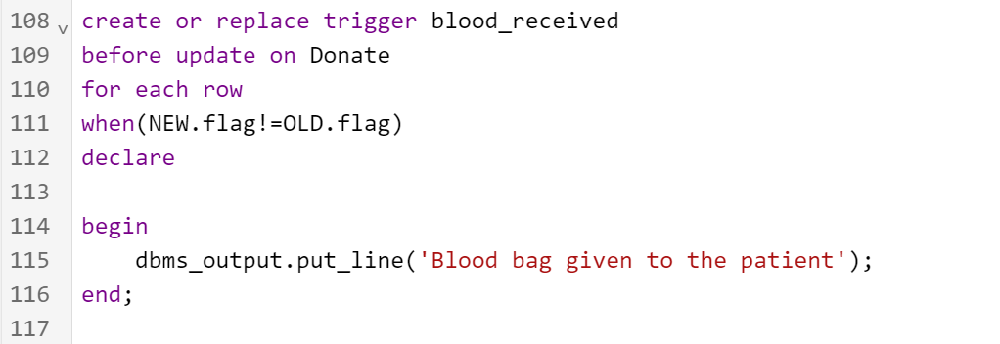 108 create or replace trigger blood_received
109 before update on Donate
110 for each row
111 when(NEW.flag!=OLD.flag)
112 declare
113
114 begin
115     dbms_output.put_line('Blood bag given to the patient');
116 end;
117